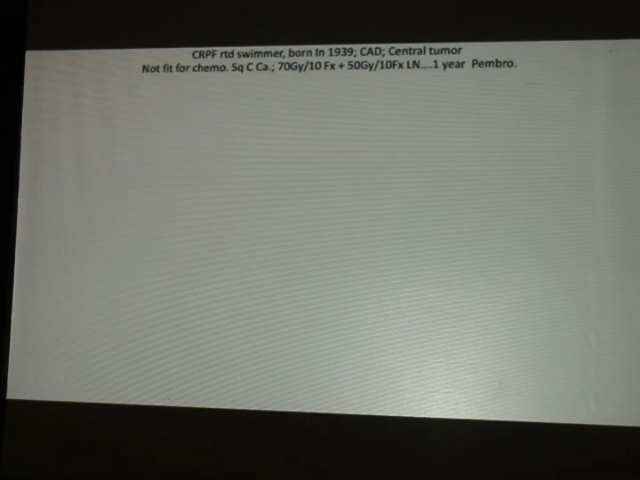 CRPF rtd swimmer, born In 1939; CAD; Central tumor
Not fit for chemo. Sq C Ca.; 70Gy/10 Fx + 50Gy/10Fx LN....1 year Pembro.